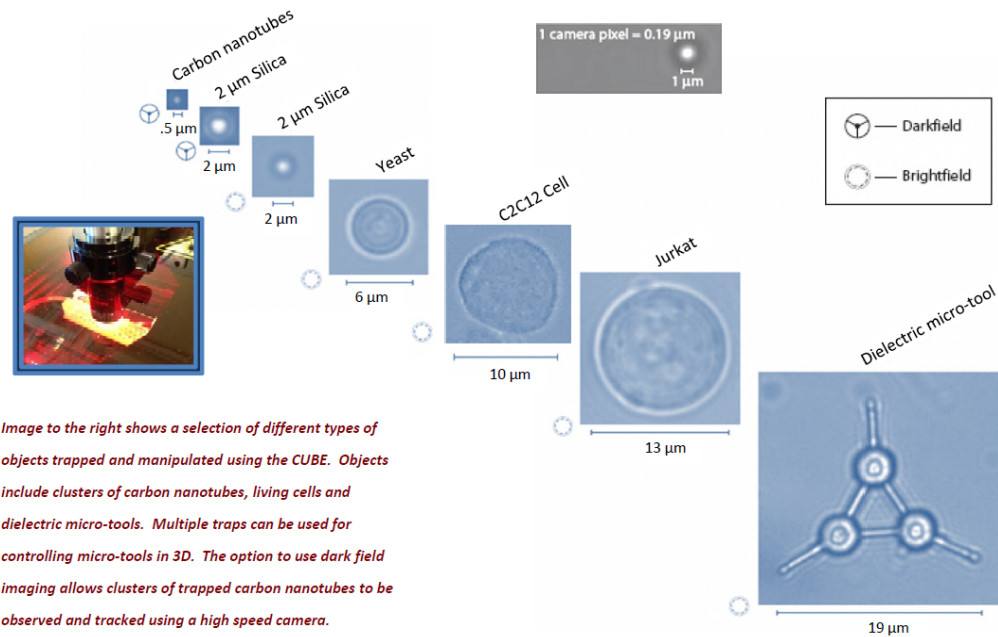 Carbon nanotubes
2 µm Silica
2 µm Silica
Yeast
C2C12 Cell
Jurkat
Dielectric micro-tool
1 camera pixel = 0.19 µm
1 µm
Darkfield
Brightfield
.5 µm
2 µm
2 µm
6 µm
10 µm
13 µm
19 µm
Image to the right shows a selection of different types of
objects trapped and manipulated using the CUBE. Objects
include clusters of carbon nanotubes, living cells and
dielectric micro-tools. Multiple traps can be used for
controlling micro-tools in 3D. The option to use dark field
imaging allows clusters of trapped carbon nanotubes to be
observed and tracked using a high speed camera.